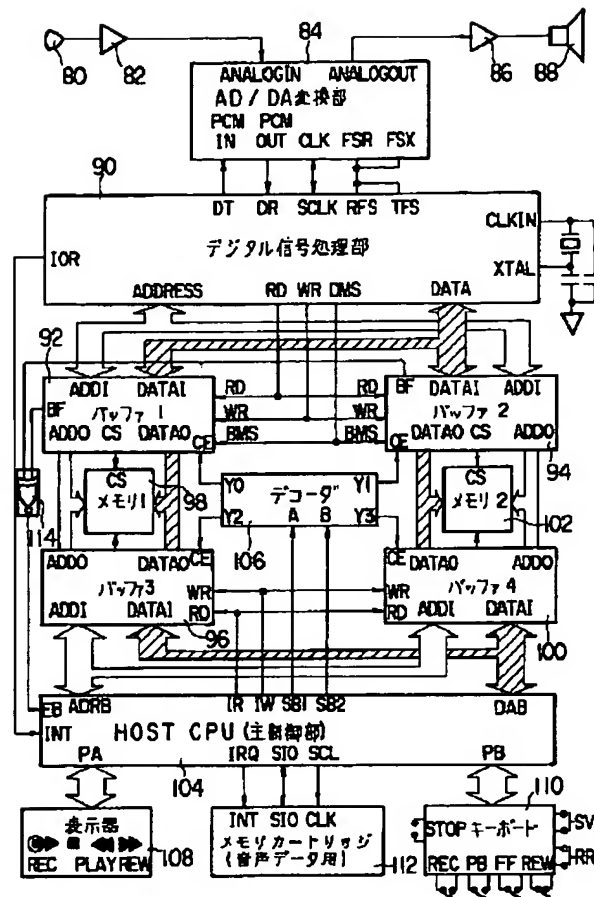 84
80
82
86
88
ANALOGIN ANALOGOUT
AD/DA変換部
PCM PCM
IN OUT CLK FSR FSX
90
DT DR SCLK RFS TFS
CLKIN
デジタル信号処理部
IOR
XTAL
ADDRESS RD WR DMS DATA
92
ADDI DATAI
BF
バッファ1
ADDO CS DATAO
RD
WR
BMS
CE
RD
WR
BMS
BF DATAI ADDI
バッファ2
CE
DATAO CS ADDO
94
114
CS
メモリ1
98
Y0 デコーダ Y1
Y2 A B Y3
106
CS
メモリ2
102
ADDO DATAO CE
バッファ3
WR
RD
ADDI DATAI
96
CE DATAO ADDO
WR バッファ4
RD ADDI DATAI
100
EB ADRB IR IW SB1 SB2 DAB
INT HOST CPU(主制御部)
PA IRQ SIO SCL PB
104
表示器
REC PLAY REW
108
INT SIO CLK
メモリカートリッジ
(音声データ用)
112
110
STOP キーボード
SV
RR
REC PB FF REW